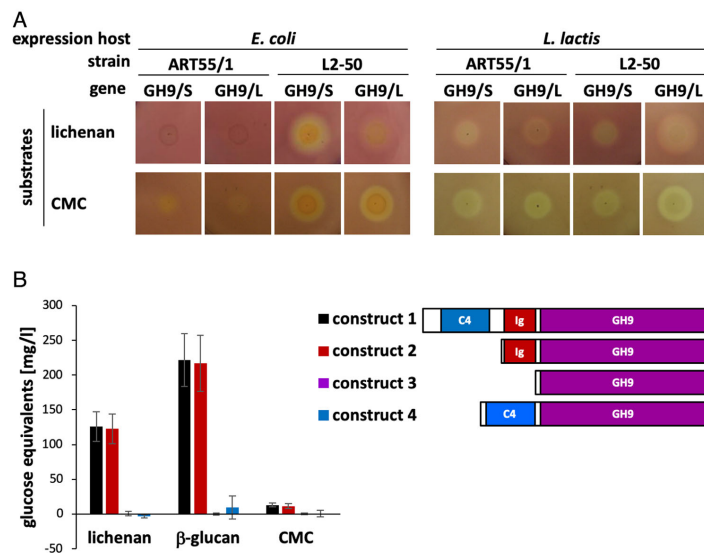 A
expression host E. coli L. lactis
strain ART55/1 L2-50 ART55/1 L2-50
gene GH9/S GH9/L GH9/S GH9/L GH9/S GH9/L GH9/S GH9/L
substrates
lichenan
CMC
B
glucose equivalents [mg/l]
300
250
200
150
100
50
0
-50
lichenan β-glucan CMC
construct 1 C4 Ig GH9
construct 2 Ig GH9
construct 3 GH9
construct 4 C4 GH9